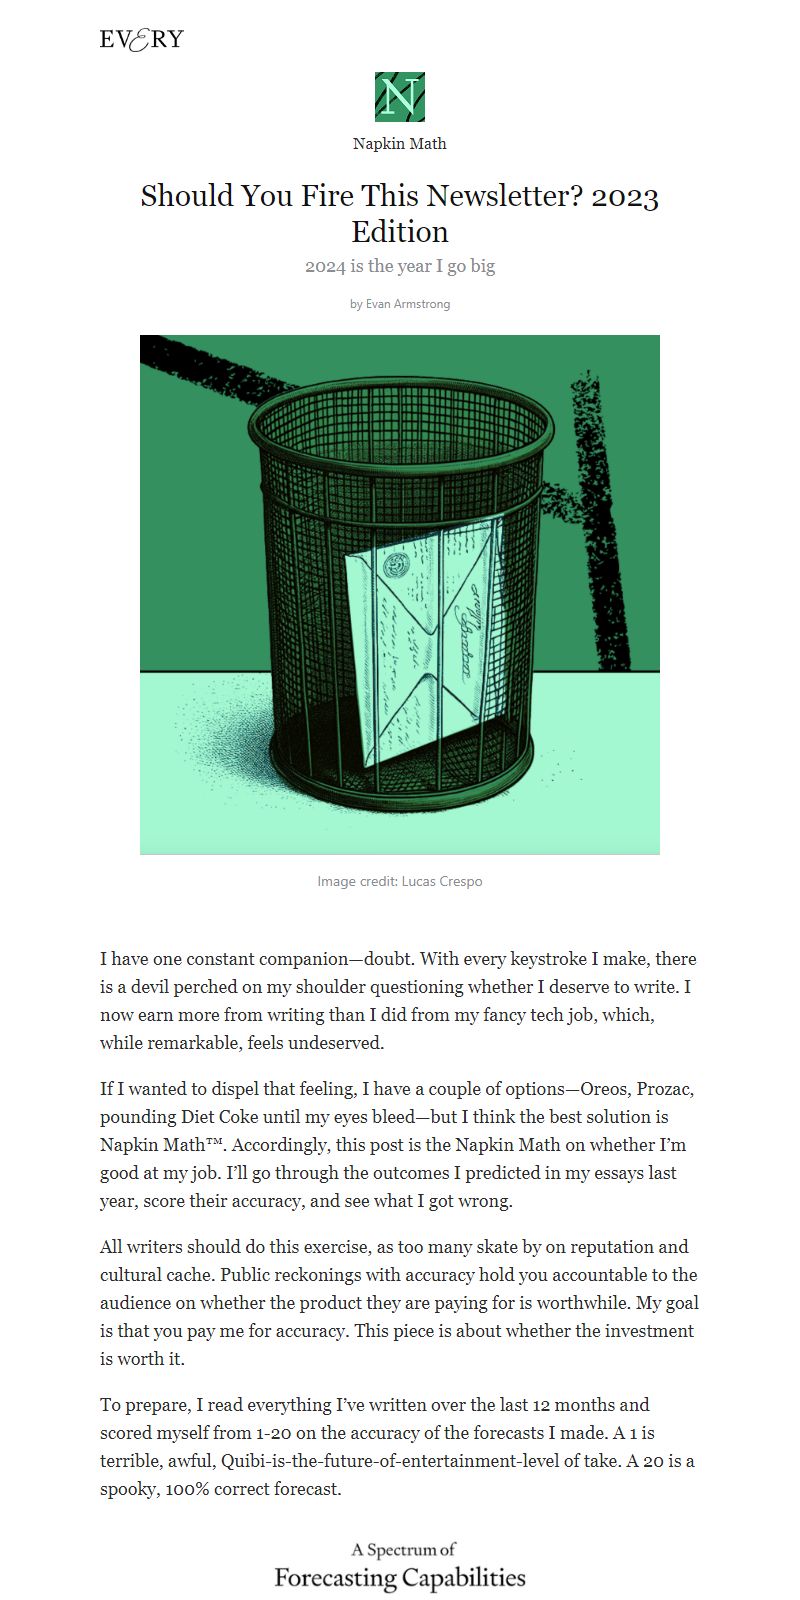 EVERY
N
Napkin Math
Should You Fire This Newsletter? 2023
Edition
2024 is the year I go big
by Evan Armstrong
Image credit: Lucas Crespo
I have one constant companion—doubt. With every keystroke I make, there
is a devil perched on my shoulder questioning whether I deserve to write. I
now earn more from writing than I did from my fancy tech job, which,
while remarkable, feels undeserved.
If I wanted to dispel that feeling, I have a couple of options—Oreos, Prozac,
pounding Diet Coke until my eyes bleed—but I think the best solution is
Napkin Math™. Accordingly, this post is the Napkin Math on whether I’m
good at my job. I’ll go through the outcomes I predicted in my essays last
year, score their accuracy, and see what I got wrong.
All writers should do this exercise, as too many skate by on reputation and
cultural cache. Public reckonings with accuracy hold you accountable to the
audience on whether the product they are paying for is worthwhile. My goal
is that you pay me for accuracy. This piece is about whether the investment
is worth it.
To prepare, I read everything I’ve written over the last 12 months and
scored myself from 1-20 on the accuracy of the forecasts I made. A 1 is
terrible, awful, Quibi-is-the-future-of-entertainment-level of take. A 20 is a
spooky, 100% correct forecast.
A Spectrum of
Forecasting Capabilities